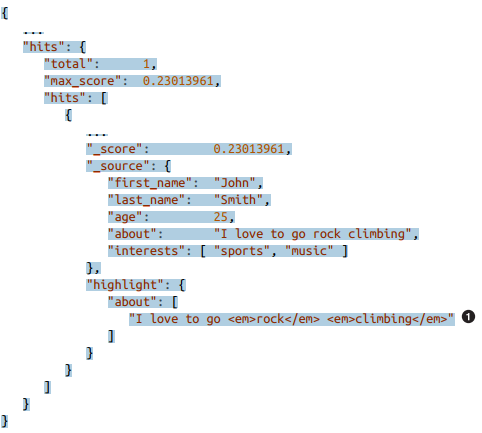 {
...
"hits": {
"total": 1,
"max_score": 0.23013961,
"hits": [
{
...
"_score": 0.23013961,
"_source": {
"first_name": "John",
"last_name": "Smith",
"age": 25,
"about": "I love to go rock climbing",
"interests": [ "sports", "music" ]
},
"highlight": {
"about": [
"I love to go <em>rock</em> <em>climbing</em>" 1
]
}
}
]
}
}